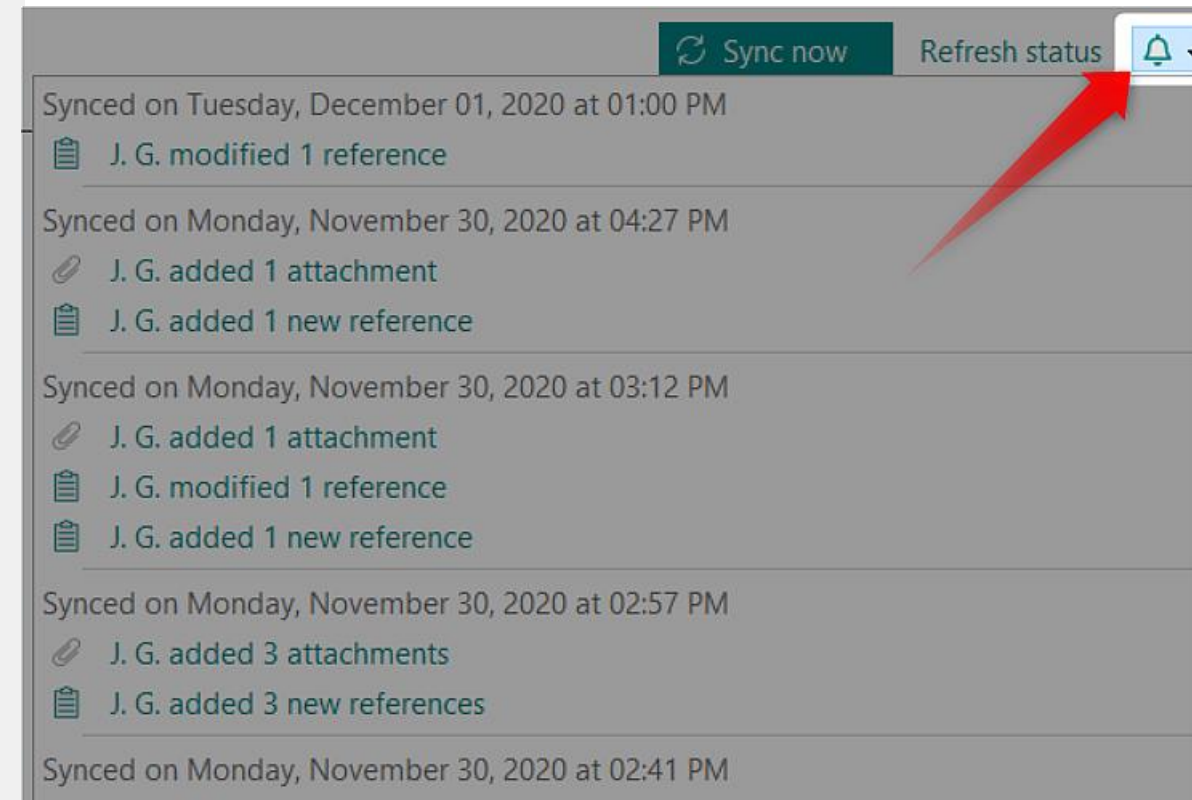 Sync now Refresh status
Synced on Tuesday, December 01, 2020 at 01:00 PM
J. G. modified 1 reference
Synced on Monday, November 30, 2020 at 04:27 PM
J. G. added 1 attachment
J. G. added 1 new reference
Synced on Monday, November 30, 2020 at 03:12 PM
J. G. added 1 attachment
J. G. modified 1 reference
J. G. added 1 new reference
Synced on Monday, November 30, 2020 at 02:57 PM
J. G. added 3 attachments
J. G. added 3 new references
Synced on Monday, November 30, 2020 at 02:41 PM